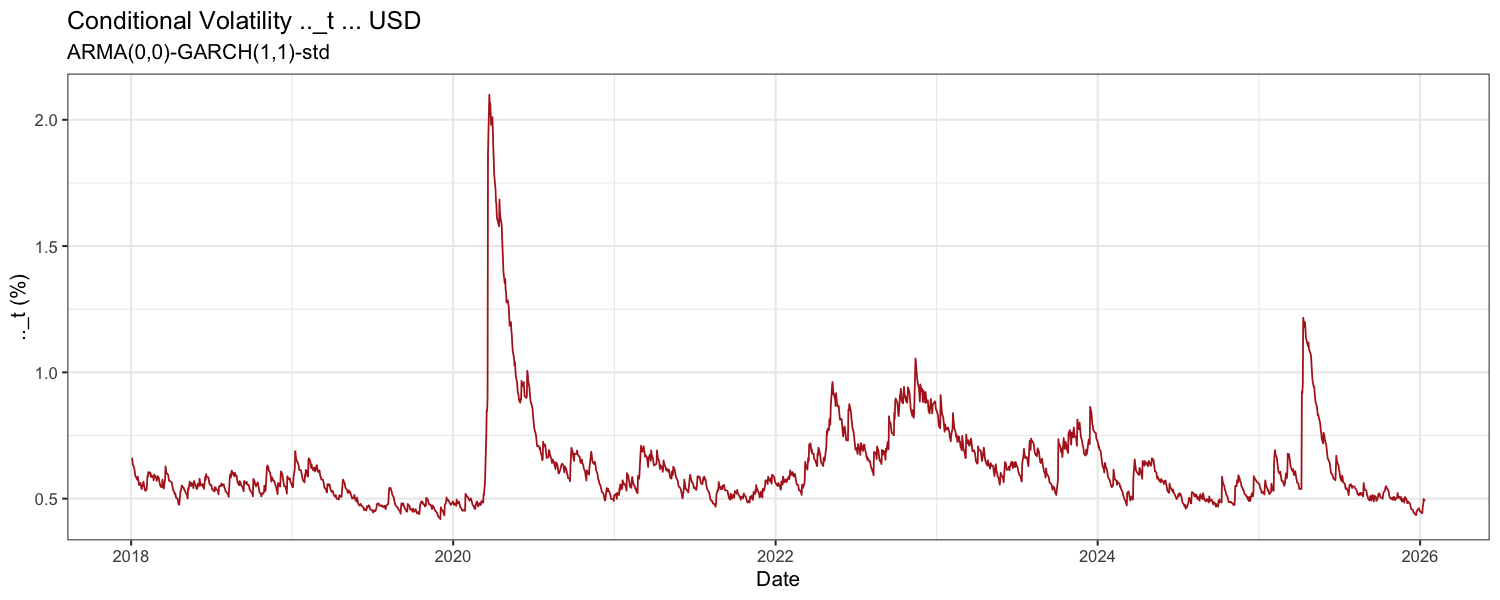 Conditional Volatility .._t ... USD
ARMA(0,0)-GARCH(1,1)-std
2.0
1.5
1.0
0.5
.._t (%)
2018 2020 2022 2024 2026
Date